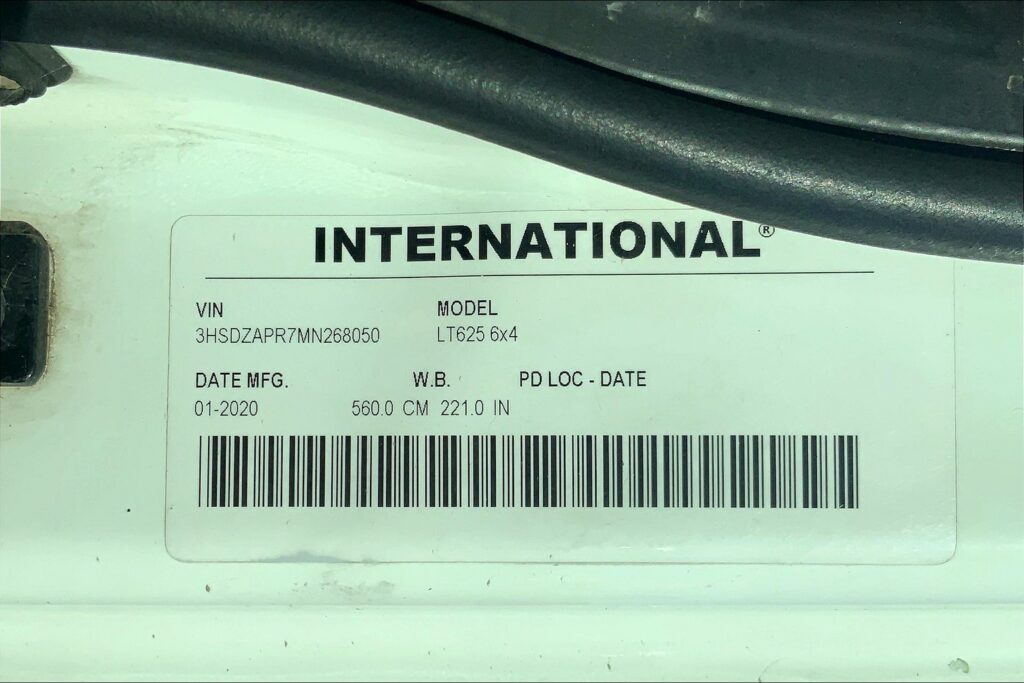 INTERNATIONAL®
VIN MODEL
3HSDZAPR7MN268050 LT625 6x4
DATE MFG. W.B. PD LOC - DATE
01-2020 560.0 CM 221.0 IN